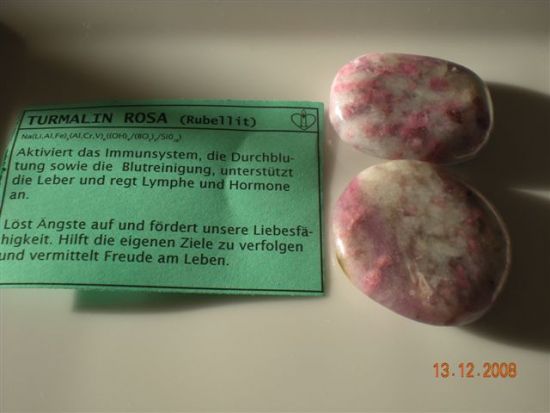 TURMALIN ROSA (Rubellit)
Aktiviert das Immunsystem, die Durchblu-
tung sowie die Blutreinigung, unterstützt
die Leber und regt Lymphe und Hormone
an.
Löst Ängste auf und fördert unsere Liebesfä-
higkeit. Hilft die eigenen Ziele zu verfolgen
und vermittelt Freude am Leben.
13.12.2008